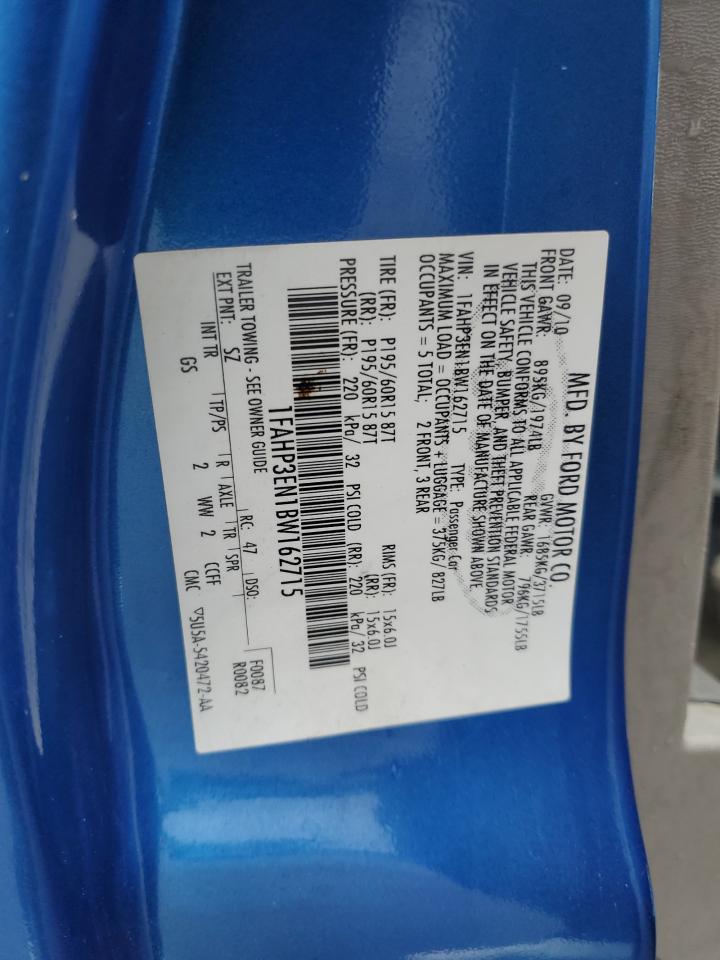 MFD. BY FORD MOTOR CO.
DATE: 09/10 GVWR: 1685KG/3715LB
FRONT GAWR: 895KG/1974LB REAR GAWR: 796KG/1755LB
THIS VEHICLE CONFORMS TO ALL APPLICABLE FEDERAL MOTOR
VEHICLE SAFETY, BUMPER, AND THEFT PREVENTION STANDARDS
IN EFFECT ON THE DATE OF MANUFACTURE SHOWN ABOVE.
VIN: 1FAHP3EN1BW162715 TYPE: Passenger Car
MAXIMUM LOAD = OCCUPANTS + LUGGAGE = 375KG/ 827LB
OCCUPANTS = 5 TOTAL; 2 FRONT, 3 REAR
TIRE (FR): P195/60R15 87T RIMS (FR): 15x6.0J
(RR): P195/60R15 87T (RR): 15x6.0J
PRESSURE (FR): 220 kPa/ 32 PSI COLD (RR): 220 kPa/ 32 PSI COLD
1FAHP3EN1BW162715
TRAILER TOWING - SEE OWNER GUIDE F0087
EXT PNT: SZ RC: 47 DSO: R0082
INT TR TP/PS R AXLE TR SPR
GS 2 WW 2 CCFF
CMC ▽5U5A-5420472-AA